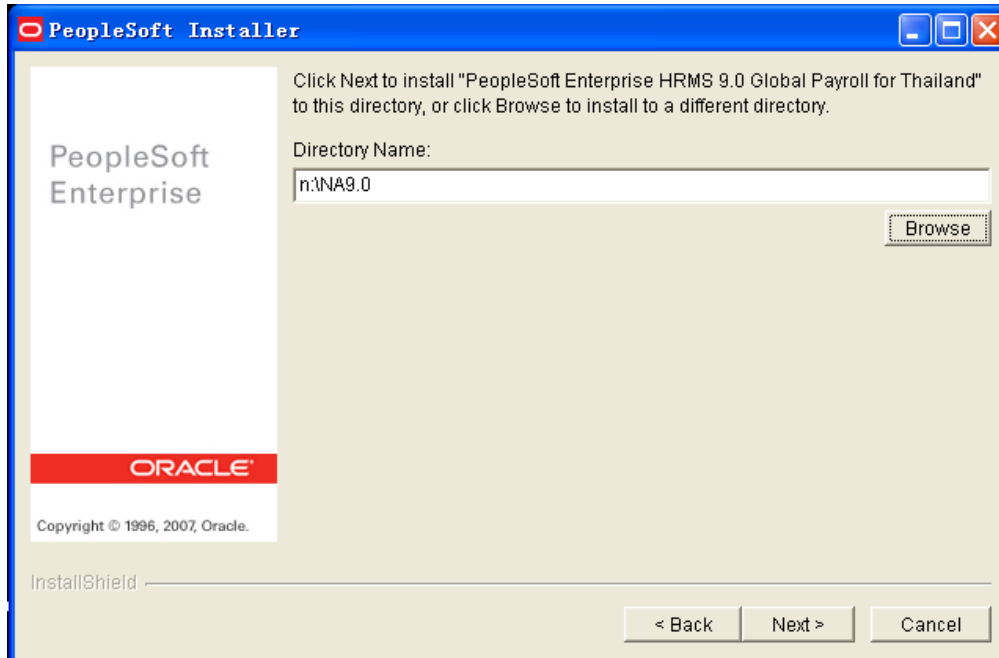 PeopleSoft Installer
Click Next to install "PeopleSoft Enterprise HRMS 9.0 Global Payroll for Thailand"
to this directory, or click Browse to install to a different directory.
Directory Name:
n:\NA9.0
Browse
PeopleSoft
Enterprise
ORACLE
Copyright © 1996, 2007, Oracle.
InstallShield
< Back
Next >
Cancel